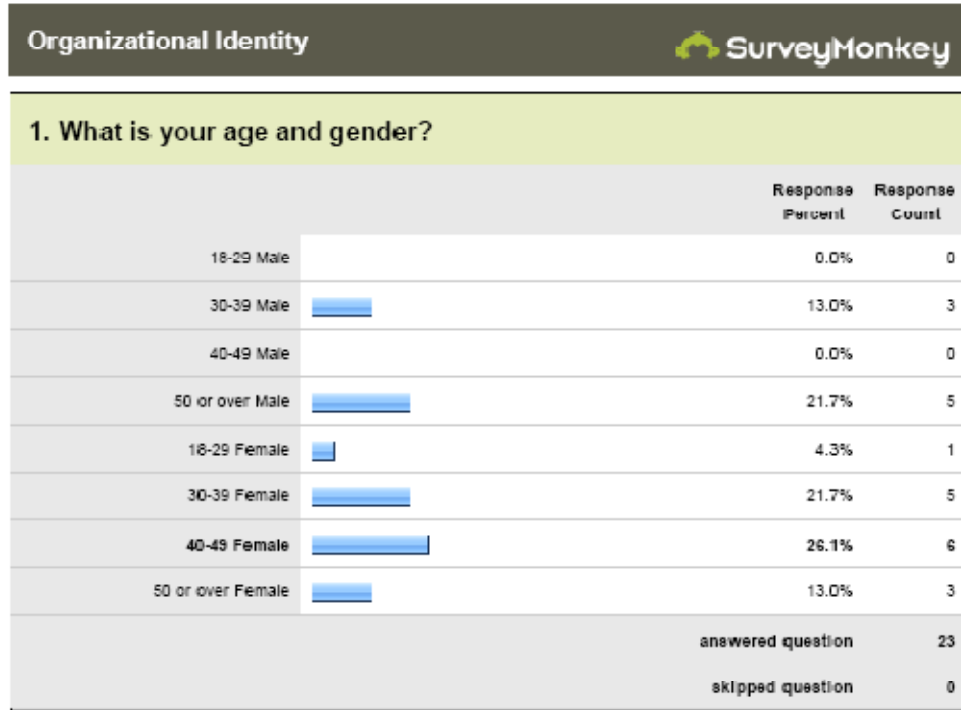 Organizational Identity
SurveyMonkey
1. What is your age and gender?
Response Response
Percent Count
18-29 Male 0.0% 0
30-39 Male 13.0% 3
40-49 Male 0.0% 0
50 or over Male 21.7% 5
18-29 Female 4.3% 1
30-39 Female 21.7% 5
40-49 Female 26.1% 6
50 or over Female 13.0% 3
answered question 23
skipped question 0